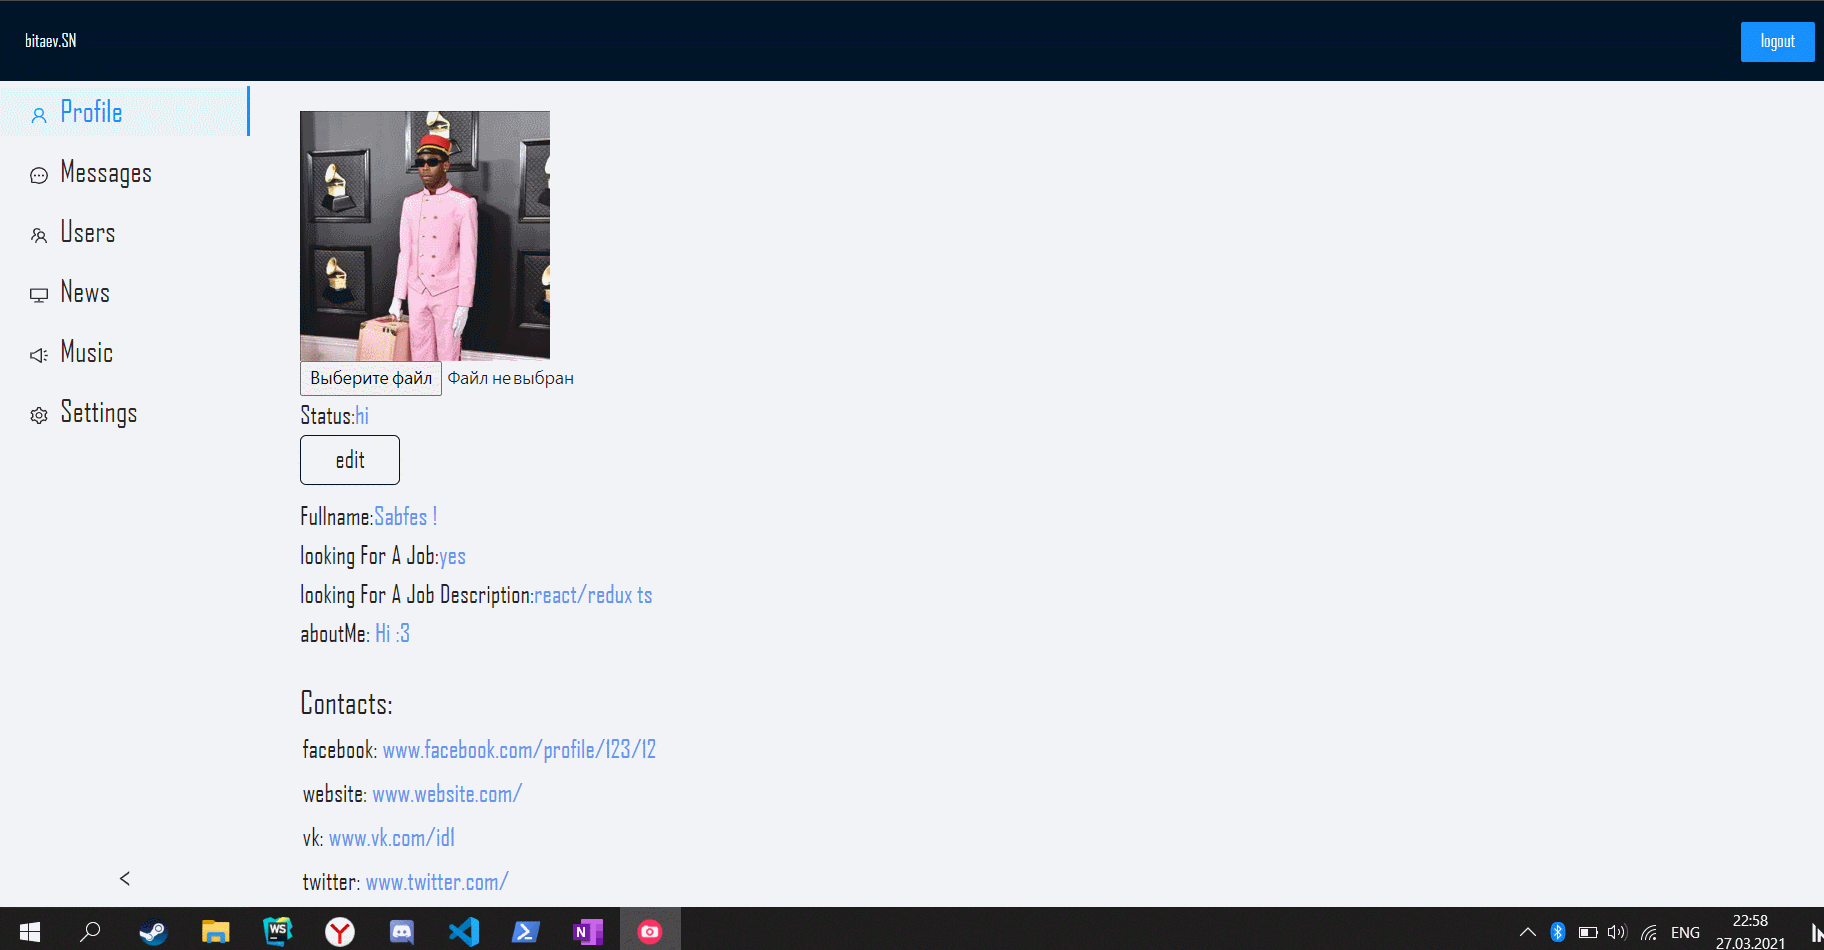 bitaev.SN
logout
Profile
Messages
Users
News
Music
Settings
Выберите файл Файл не выбран
Status:hi
edit
Fullname:Sabfes !
looking For A Job:yes
looking For A Job Description:react/redux ts
aboutMe: Hi :3
Contacts:
facebook: www.facebook.com/profile/123/12
website: www.website.com/
vk: www.vk.com/id1
twitter: www.twitter.com/
WS
N
ENG
22:58
27.03.2021